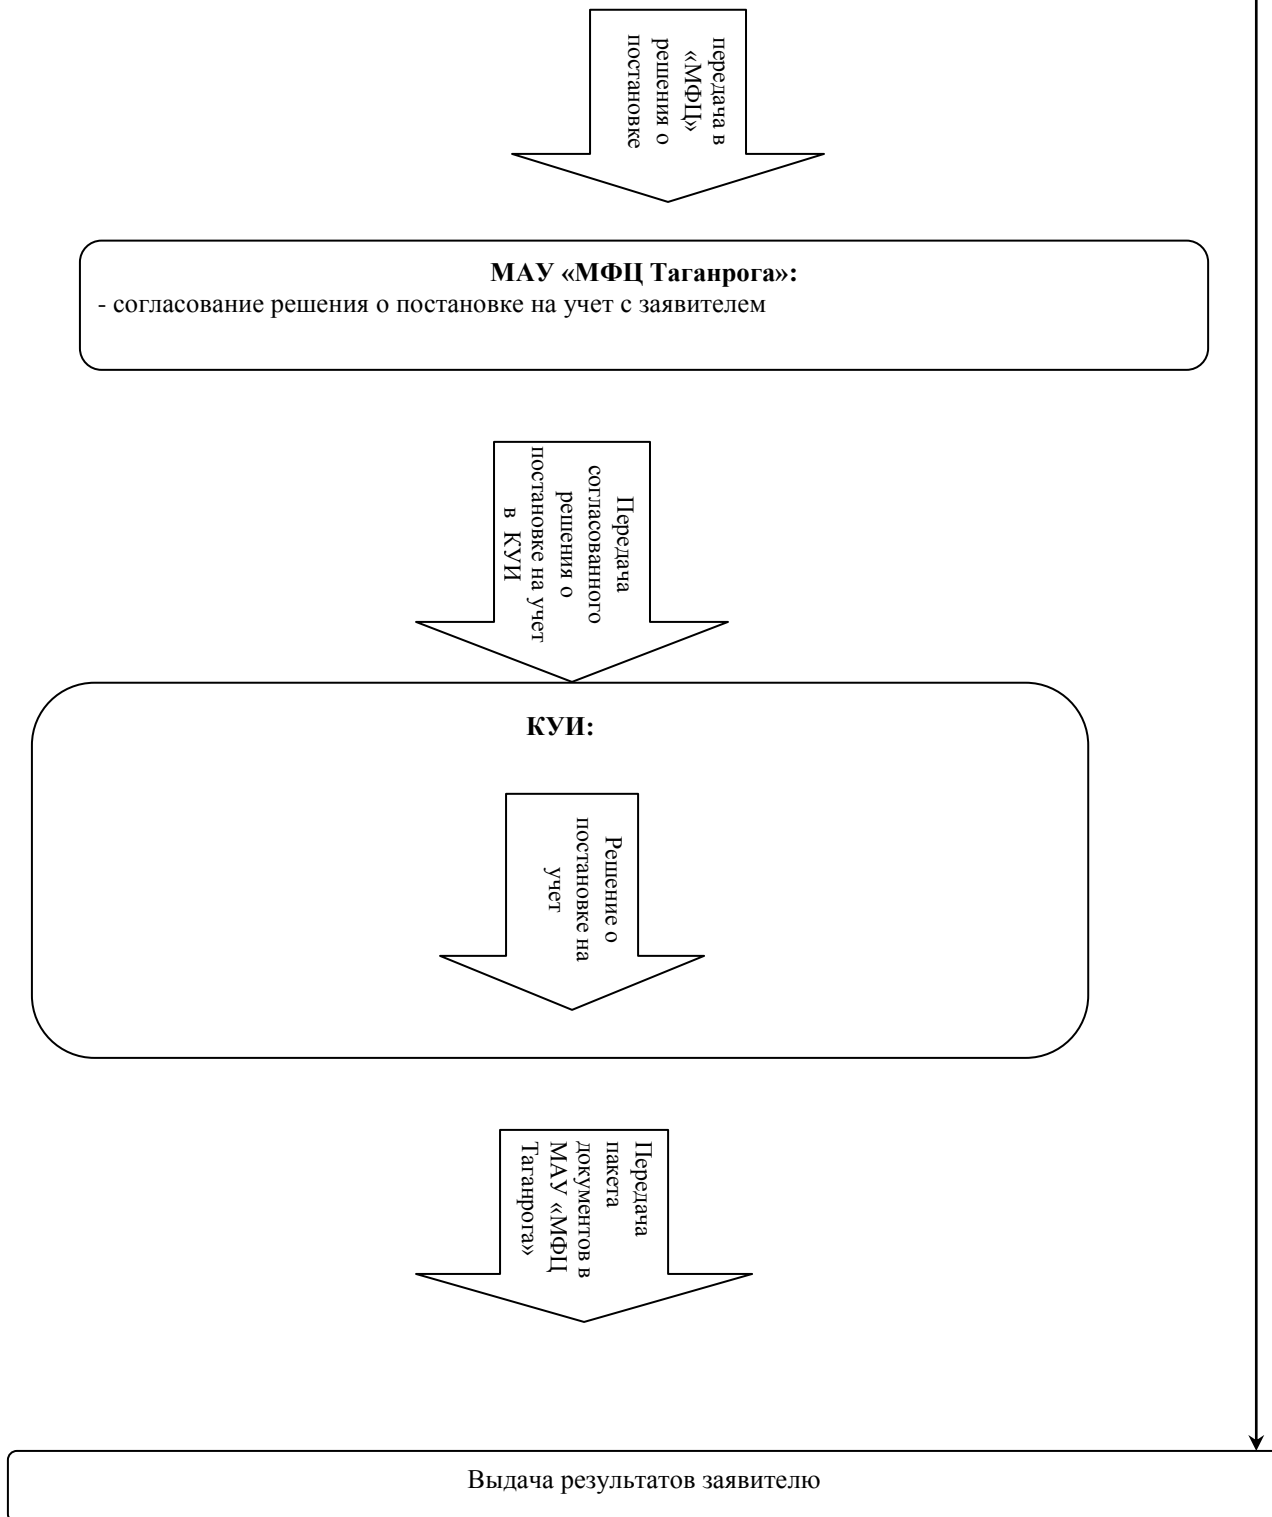 передача в
«МФЦ»
решения о
постановке
МАУ «МФЦ Таганрога»:
- согласование решения о постановке на учет с заявителем
Передача
согласованного
решения о
постановке на учет
в КУИ
КУИ:
Решение о
постановке на
учет
Передача
пакета
документов в
МАУ «МФЦ
Таганрога»
Выдача результатов заявителю